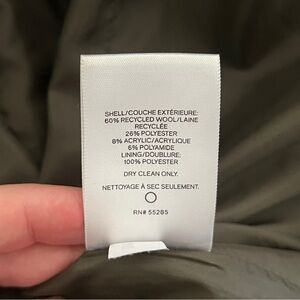 SHELL/COUCHE EXTÉRIEURE:
60% RECYCLED WOOL/LAINE
RECYCLÉE
26% POLYESTER
8% ACRYLIC/ACRYLIQUE
6% POLYAMIDE
LINING/DOUBLURE:
100% POLYESTER
DRY CLEAN ONLY.
NETTOYAGE À SEC SEULEMENT.
RN# 55285